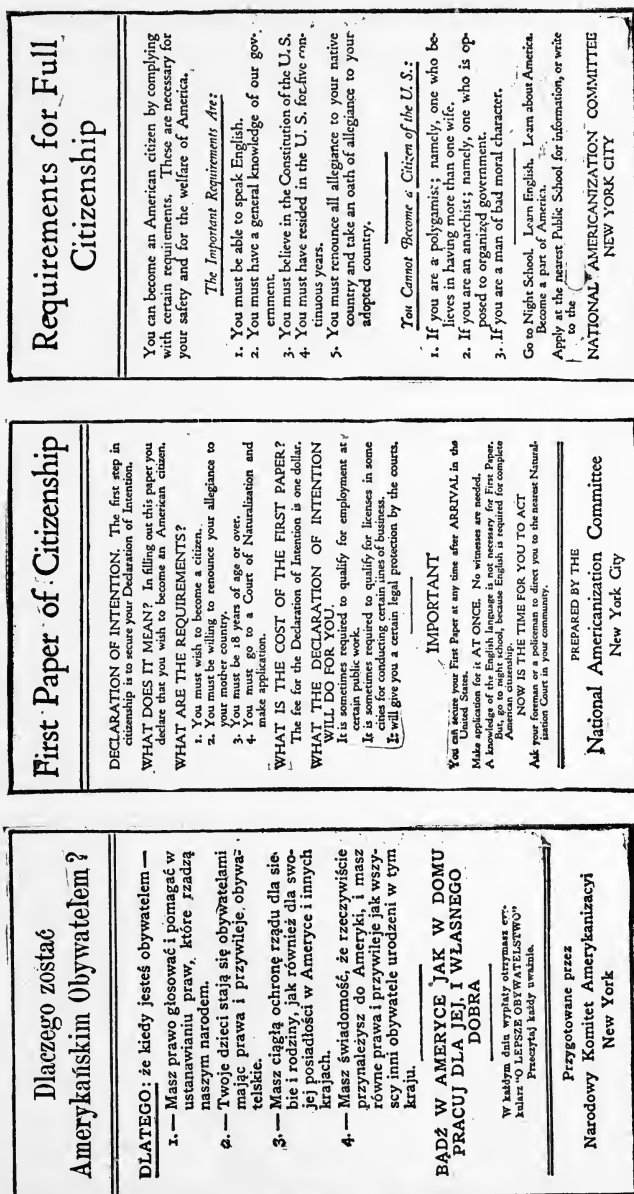 Dlaczego zostać
Amerykańskim Obywatelem?
DLATEGO: że kiedy jesteś obywatelem—
1.—Masz prawo głosować i pomagać w
ustanawianiu praw, które rządzą
naszym narodem.
2.—Twoje dzieci stają się obywatelami
mając prawa i przywileje, obywa-
telskie.
3.—Masz ciągłą ochronę rządu dla sie-
bie i rodziny, jak również dla swo-
jej posiadłości w Ameryce i innych
krajach.
4.—Masz świadomość, że rzeczywiście
przynależysz do Ameryki, i masz
równe prawa i przywileje jak wszy-
scy inni obywatele urodzeni w tym
kraju.
BĄDŹ W AMERYCE JAK W DOMU
PRACUJ DLA JEJ, I WŁASNEGO
DOBRA
W każdym dniu wypłaty otrzymasz cyr-
kularz "O LEPSZE OBYWATELSTWO"
Przeczytaj każdy uważnie.
Przygotowane przez
Narodowy Komitet Amerykanizacyi
New York
First Paper of Citizenship
DECLARATION OF INTENTION. The first step in
citizenship is to secure your Declaration of Intention.
WHAT DOES IT MEAN? In filling out this paper you
declare that you wish to become an American citizen.
WHAT ARE THE REQUIREMENTS?
1. You must wish to become a citizen.
2. You must be willing to renounce your allegiance to
your mother country.
3. You must be 18 years of age or over.
4. You must go to a Court of Naturalization and
make application.
WHAT IS THE COST OF THE FIRST PAPER?
The fee for the Declaration of Intention is one dollar.
WHAT THE DECLARATION OF INTENTION
WILL DO FOR YOU.
It is sometimes required to qualify for employment at
certain public work.
It is sometimes required to qualify for licenses in some
cities for conducting certain lines of business.
It will give you a certain legal protection by the courts.
IMPORTANT
You can secure your First Paper at any time after ARRIVAL in the
United States.
Make application for it AT ONCE. No witnesses are needed.
A knowledge of the English language is not necessary for First Paper.
But, go to night school, because English is required for complete
American citizenship.
NOW IS THE TIME FOR YOU TO ACT
Ask your foreman or a policeman to direct you to the nearest Natural-
ization Court in your community.
PREPARED BY THE
National Americanization Committee
New York City
Requirements for Full
Citizenship
You can become an American citizen by complying
with certain requirements. These are necessary for
your safety and for the welfare of America.
The Important Requirements Are:
1. You must be able to speak English.
2. You must have a general knowledge of our gov-
ernment.
3. You must believe in the Constitution of the U. S.
4. You must have resided in the U. S. for five con-
tinuous years.
5. You must renounce all allegiance to your native
country and take an oath of allegiance to your
adopted country.
You Cannot Become a Citizen of the U. S.:
1. If you are a polygamist; namely, one who be-
lieves in having more than one wife.
2. If you are an anarchist; namely, one who is op-
posed to organized government.
3. If you are a man of bad moral character.
Go to Night School. Learn English. Learn about America.
Become a part of America.
Apply at the nearest Public School for information, or write
to the
NATIONAL AMERICANIZATION COMMITTEE
NEW YORK CITY